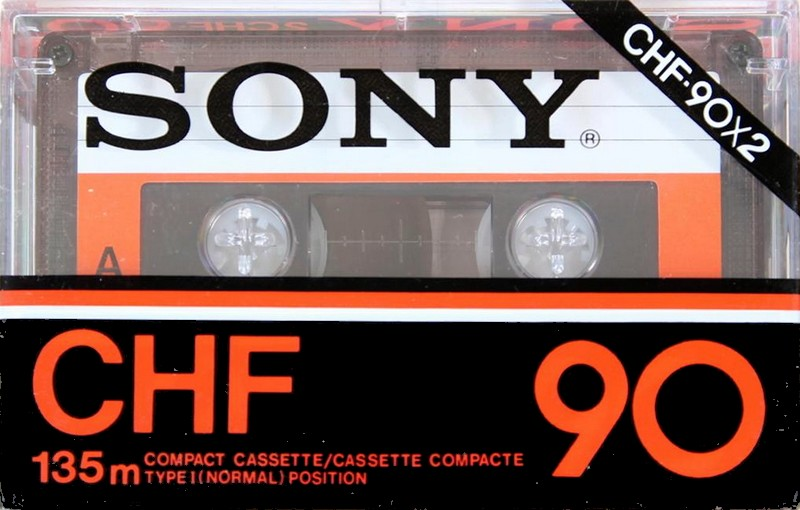 SONY®
CHF·90X2
A
CHF 90
135m COMPACT CASSETTE/CASSETTE COMPACTE
TYPE I (NORMAL) POSITION